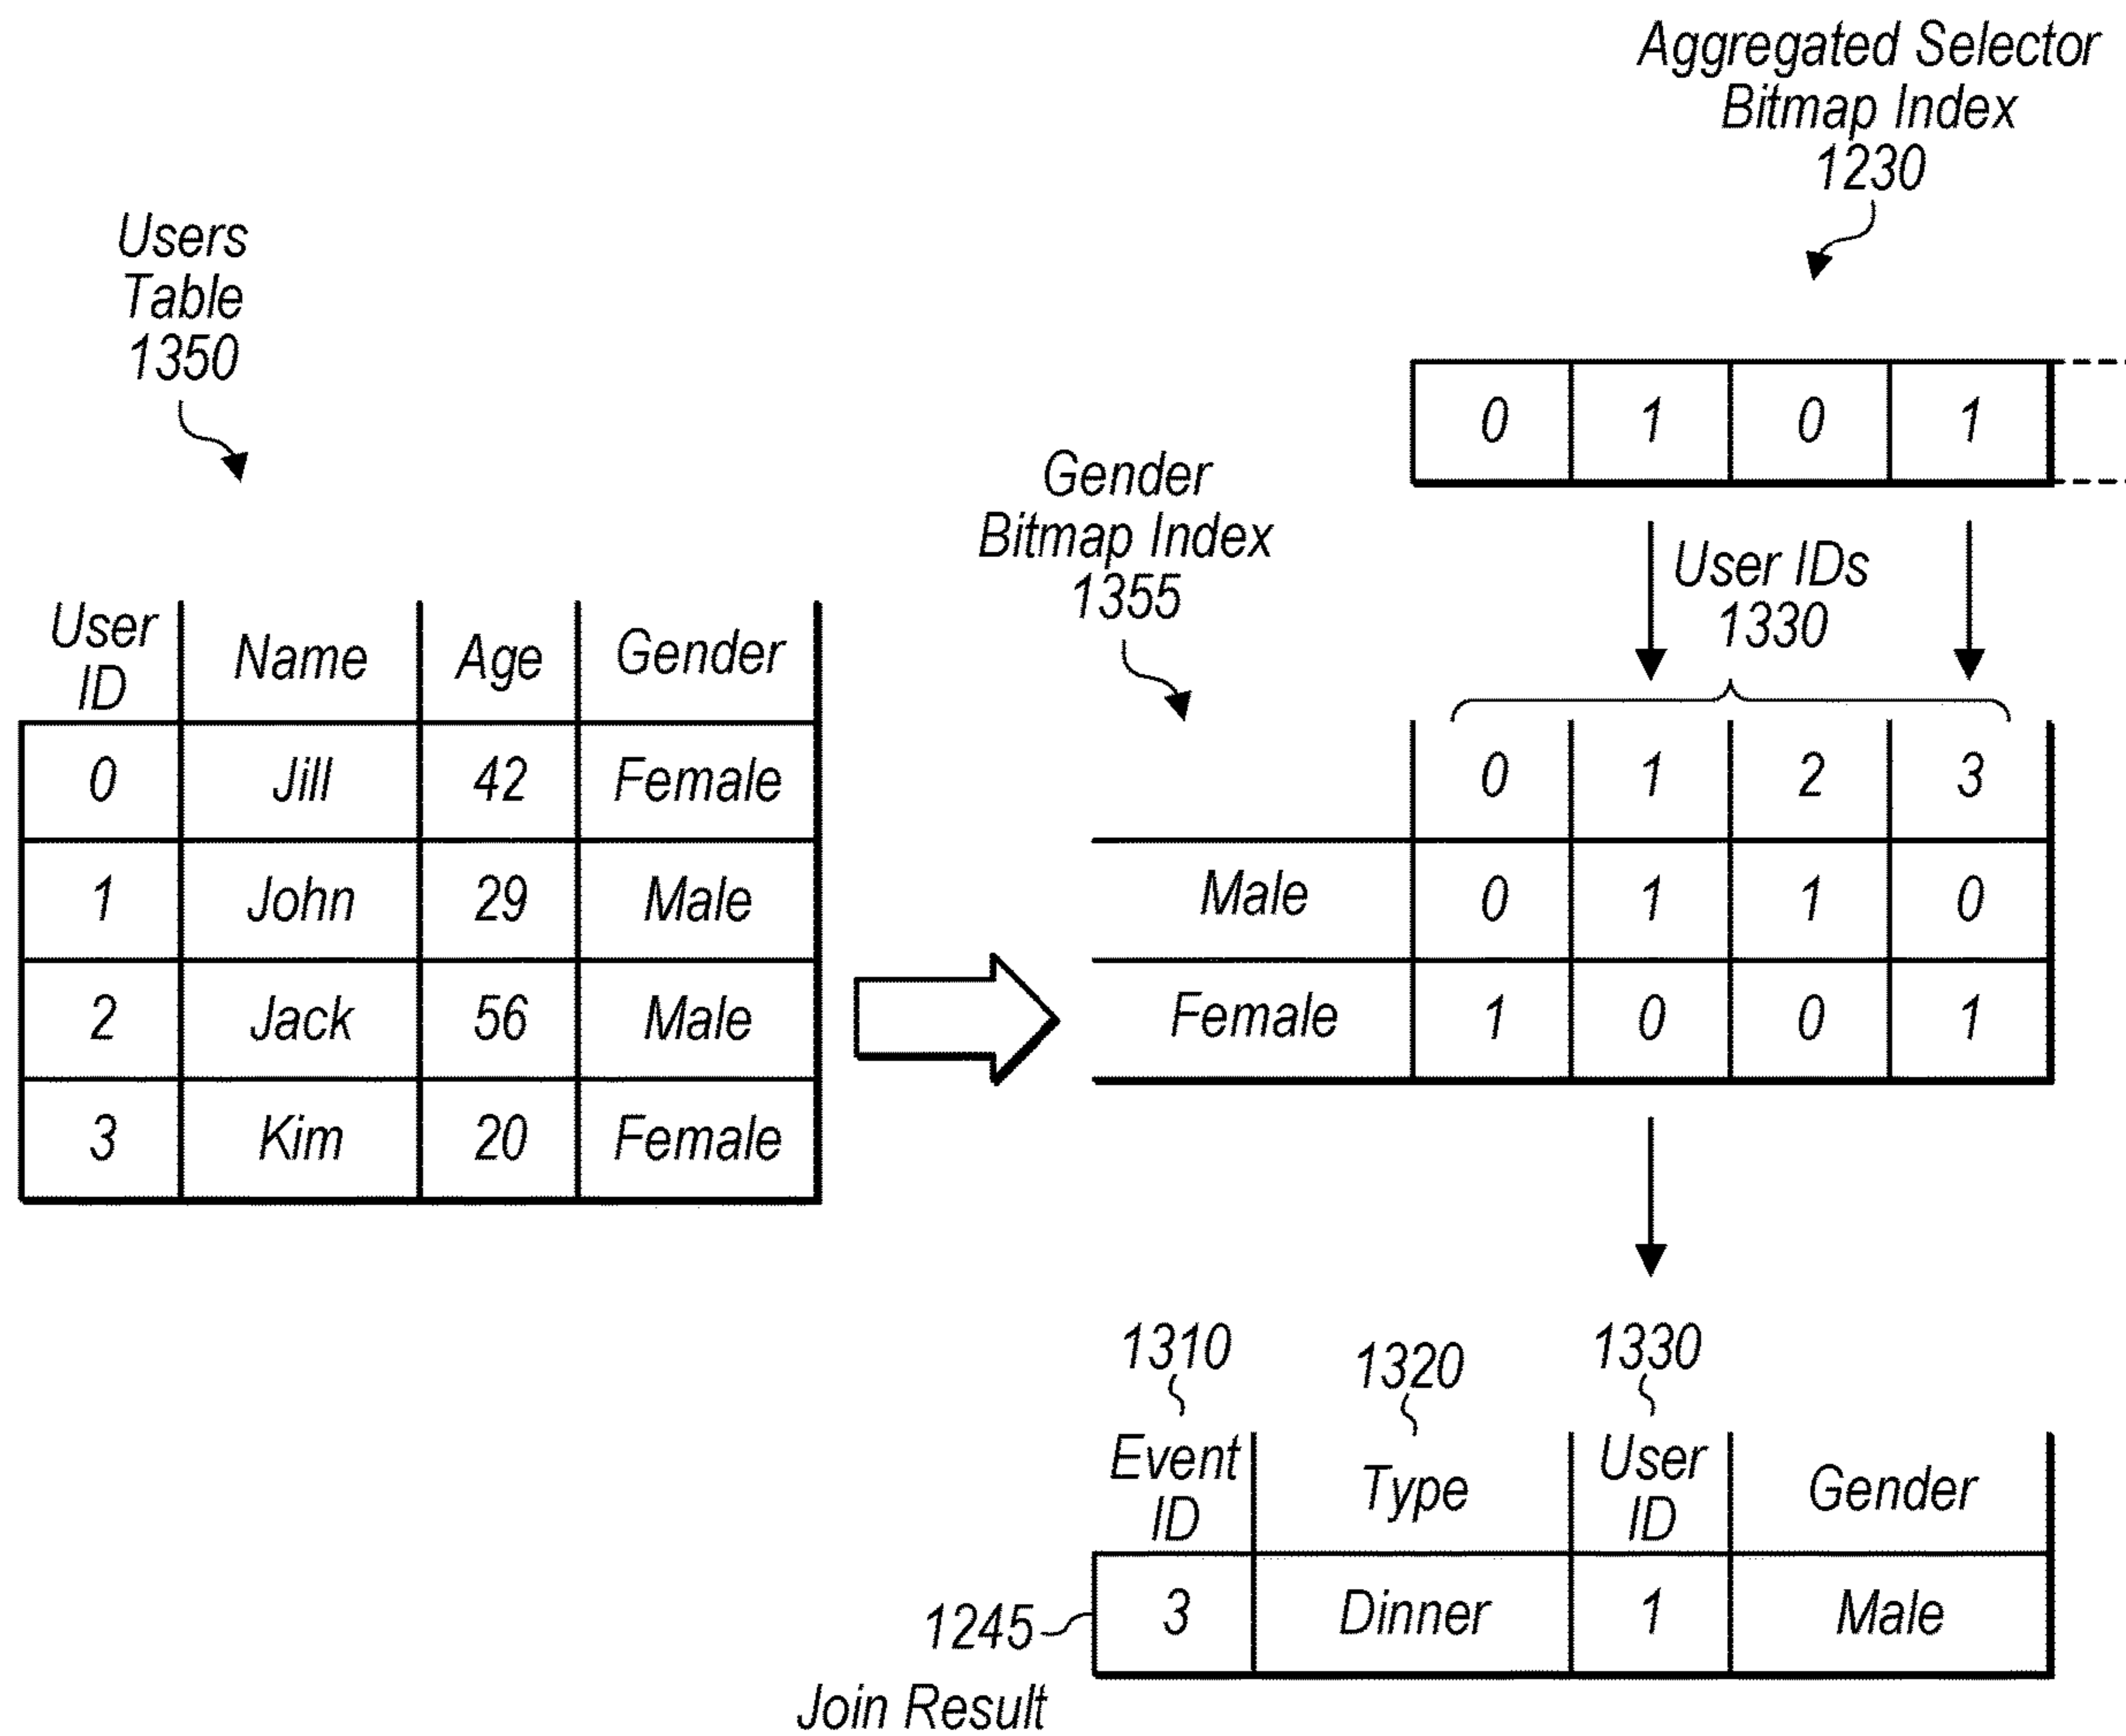 Aggregated Selector
Bitmap Index
1230
Users
Table
1350
0 1 0 1
Gender
Bitmap Index
1355
User IDs
1330
User
ID
Name
Age
Gender
0 Jill 42 Female
1 John 29 Male
2 Jack 56 Male
3 Kim 20 Female
0 1 2 3
Male 0 1 1 0
Female 1 0 0 1
1310
1320
1330
Event
ID
Type
User
ID
Gender
3 Dinner 1 Male
1245
Join Result